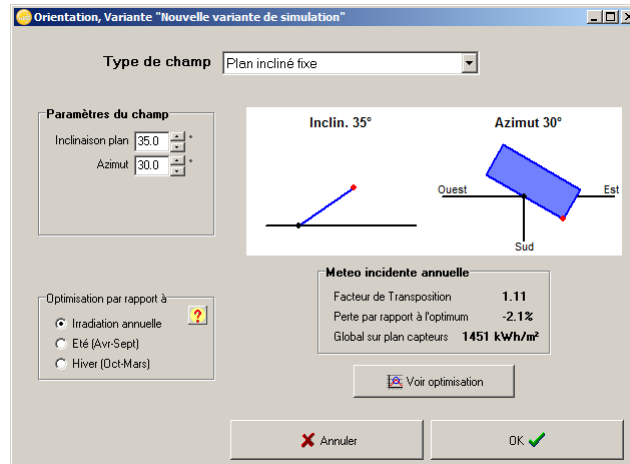 Orientation, Variante "Nouvelle variante de simulation"
Type de champ Plan incliné fixe
Paramètres du champ
Inclinaison plan 35.0 °
Azimut 30.0 °
Inclin. 35° Azimut 30°
Ouest Est
Sud
Optimisation par rapport à
Irradiation annuelle ?
Eté (Avr-Sept)
Hiver (Oct-Mars)
Meteo incidente annuelle
Facteur de Transposition 1.11
Perte par rapport à l'optimum -2.1%
Global sur plan capteurs 1451 kWh/m²
Voir optimisation
Annuler OK